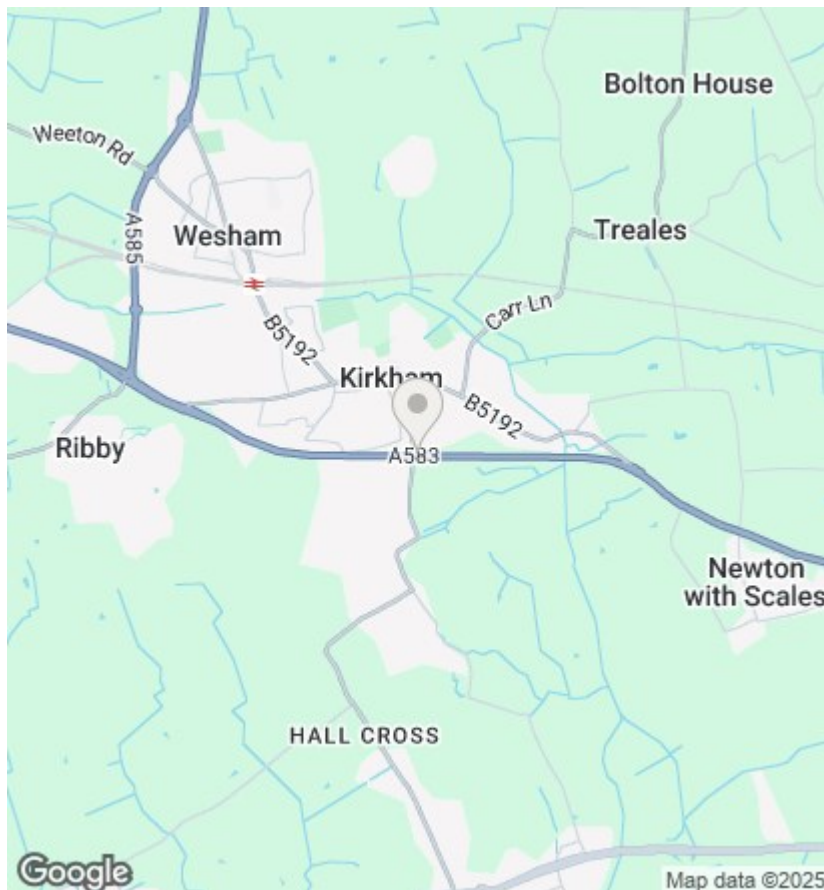 Bolton House
Weeton Rd
Wesham
Treales
A585
Carr Ln
B5192
Kirkham
B5192
Ribby
A583
Newton
with Scales
HALL CROSS
Google
Map data ©2025